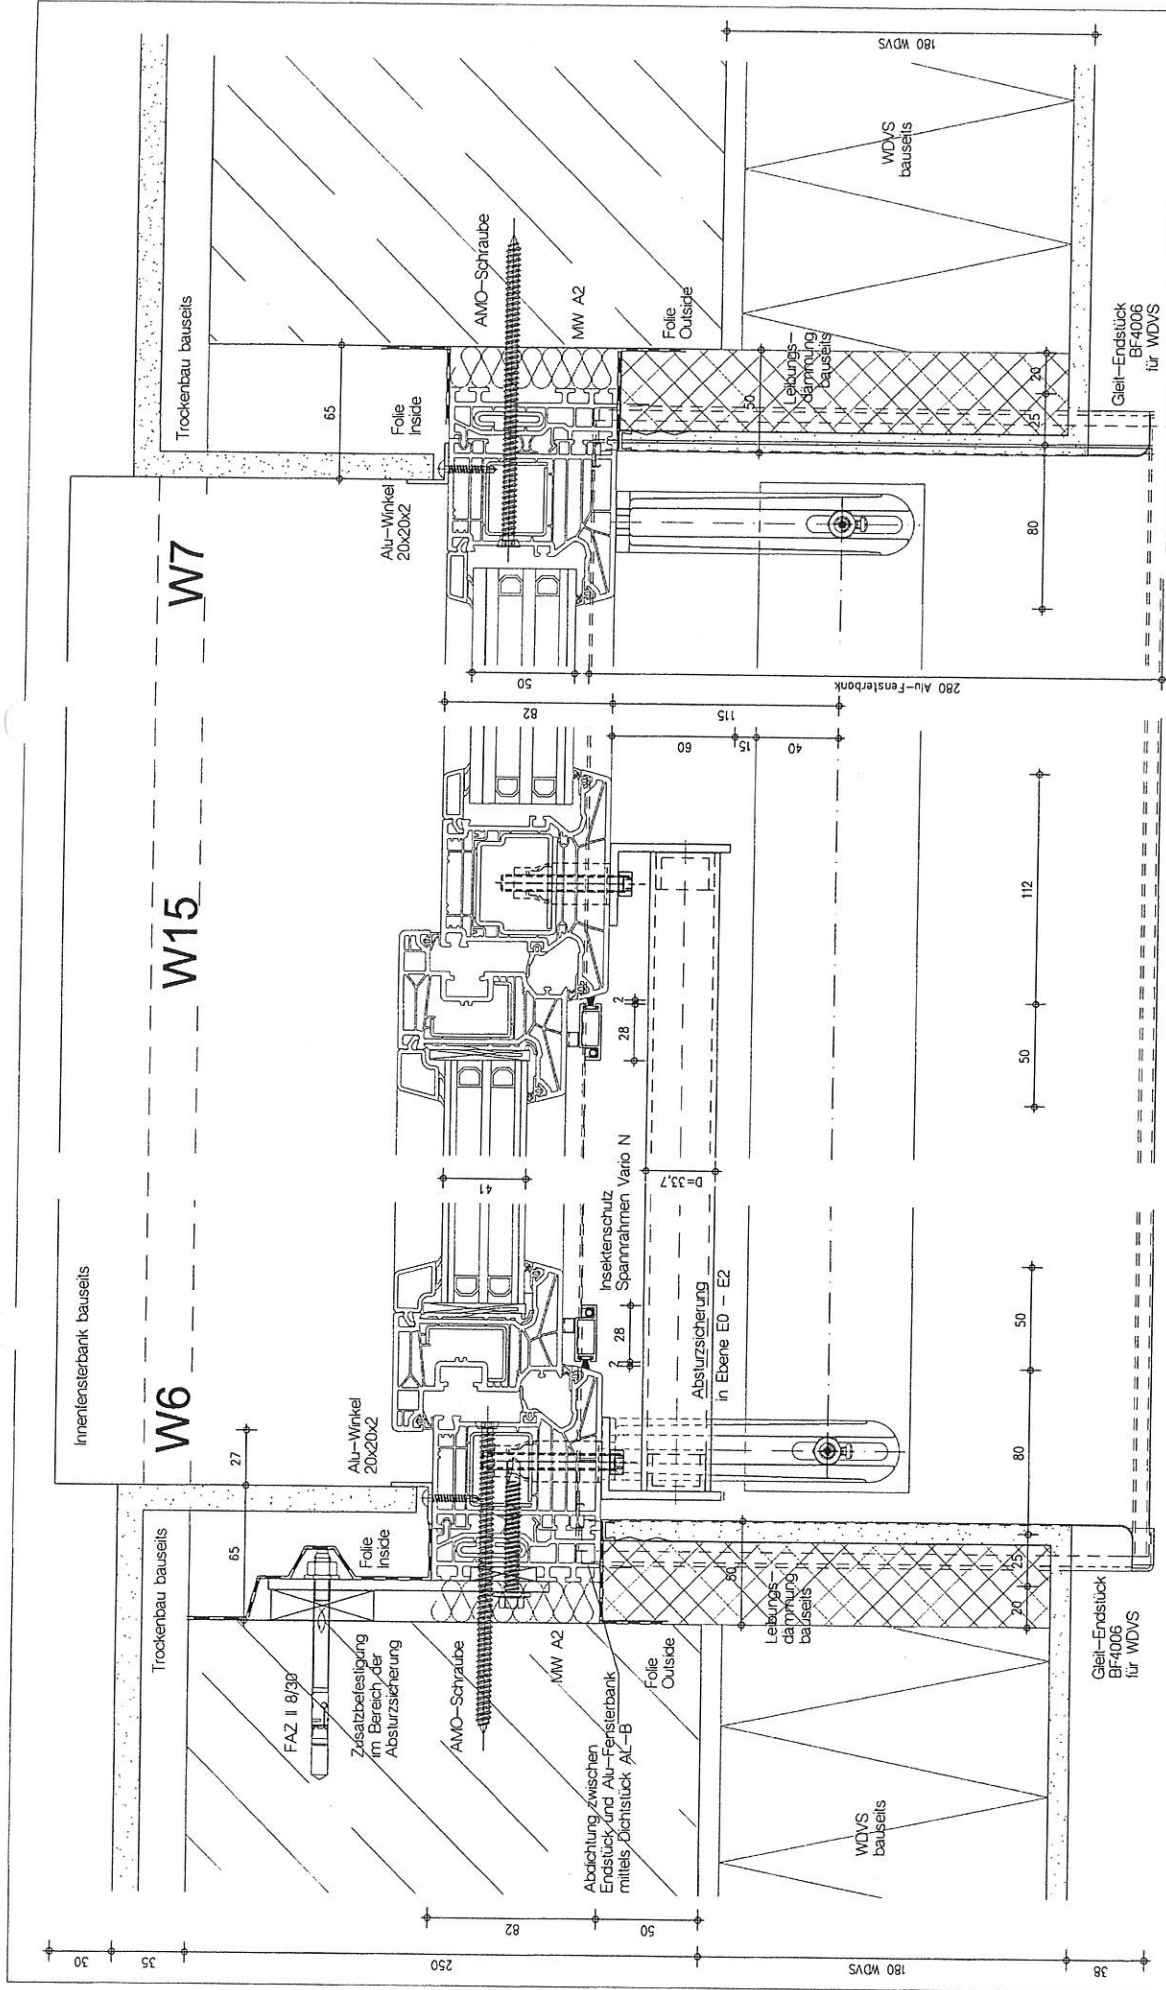 Innenfensterbank bauseits
W6
W15
W7
Trockenbau bauseits
65
27
Alu-Winkel
20x20x2
Folie
Inside
FAZ II 8/30
Zusatzbefestigung
im Bereich der
Absturzsicherung
AMO-Schraube
MW A2
Folie
Outside
Abdichtung zwischen
Endstück und Alu-Fensterbank
mittels Dichtstück AL-B
Leibungs-
dämmung
bauseits
60
20
25
80
50
WDVS
bauseits
Gleit-Endstück
BF4006
für WDVS
30
35
250
180 WDVS
38
82
50
41
Insektenschutz
Spannrahmen Vario N
2
28
D=33,7
Absturzsicherung
in Ebene E0 - E2
28
2
50
112
50
82
115
60
15
40
280 Alu-Fensterbank
Trockenbau bauseits
65
Alu-Winkel
20x20x2
Folie
Inside
AMO-Schraube
MW A2
Folie
Outside
Leibungs-
dämmung
bauseits
50
20
25
80
WDVS
bauseits
180 WDVS
Gleit-Endstück
BF4006
für WDVS